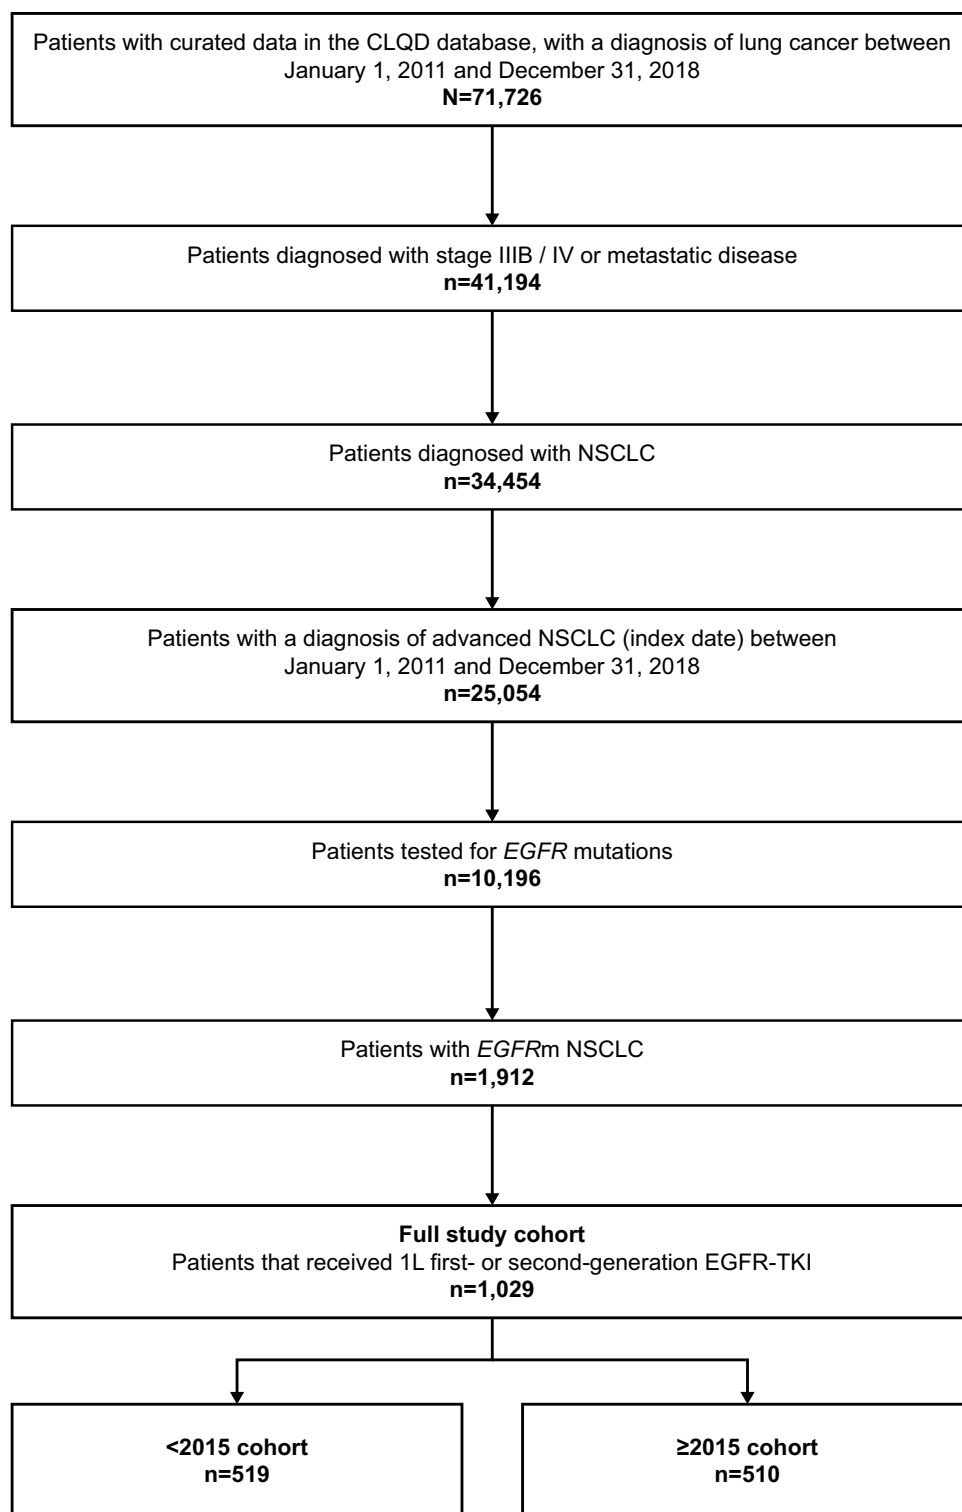 Patients with curated data in the CLQD database, with a diagnosis of lung cancer between
January 1, 2011 and December 31, 2018
N=71,726
Patients diagnosed with stage IIIB / IV or metastatic disease
n=41,194
Patients diagnosed with NSCLC
n=34,454
Patients with a diagnosis of advanced NSCLC (index date) between
January 1, 2011 and December 31, 2018
n=25,054
Patients tested for EGFR mutations
n=10,196
Patients with EGFRm NSCLC
n=1,912
Full study cohort
Patients that received 1L first- or second-generation EGFR-TKI
n=1,029
<2015 cohort
n=519
≥2015 cohort
n=510